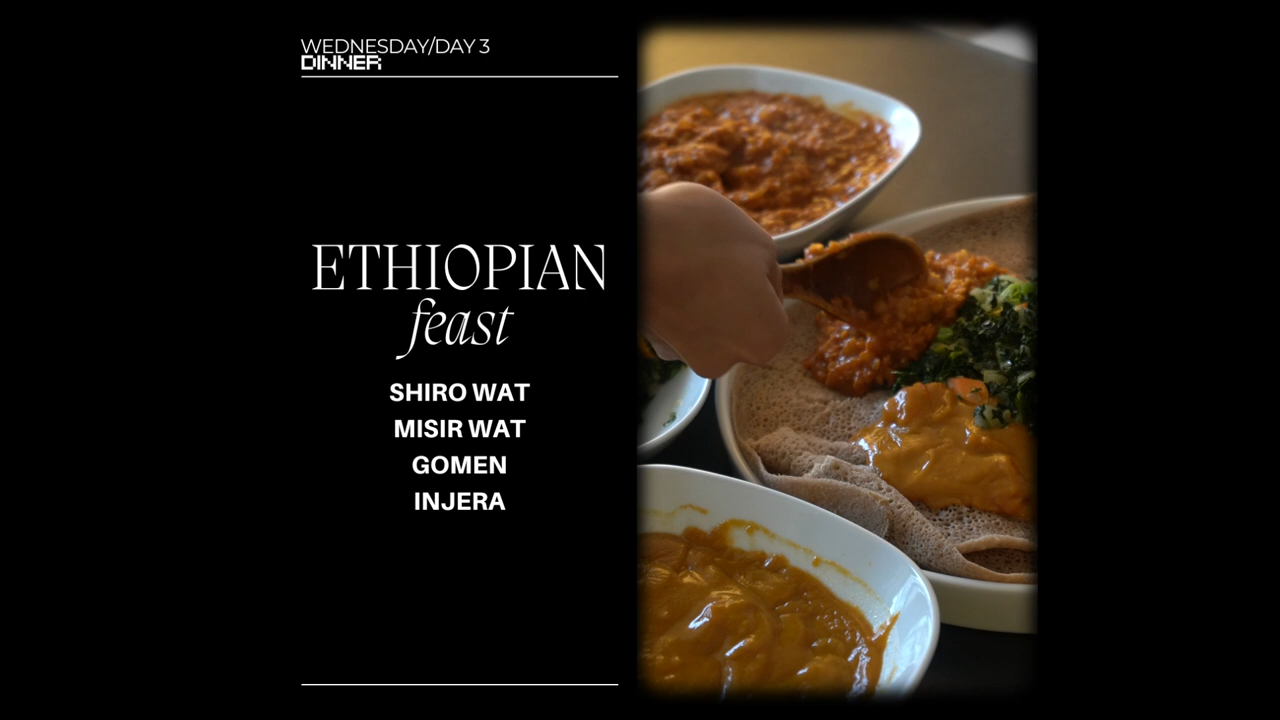 WEDNESDAY/DAY 3
DINNER
ETHIOPIAN
feast
SHIRO WAT
MISIR WAT
GOMEN
INJERA